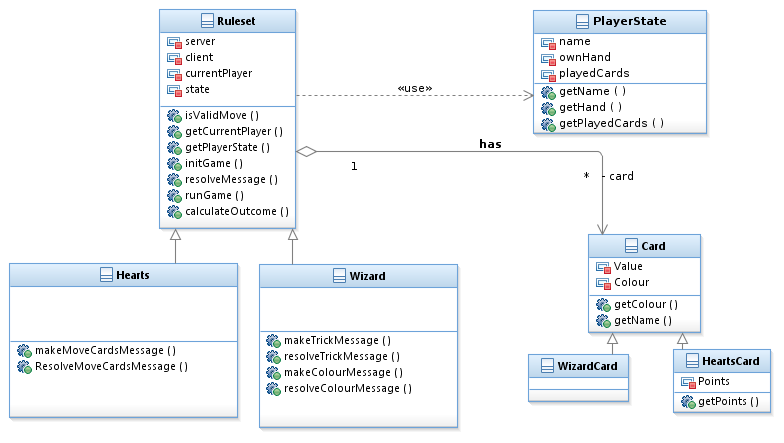 Ruleset
server
client
currentPlayer
state
isValidMove ()
getCurrentPlayer ()
getPlayerState ()
initGame ()
resolveMessage ()
runGame ()
calculateOutcome ()
«use»
PlayerState
name
ownHand
playedCards
getName ( )
getHand ( )
getPlayedCards ( )
has
1
* - card
Hearts
makeMoveCardsMessage ()
ResolveMoveCardsMessage ()
Wizard
makeTrickMessage ()
resolveTrickMessage ()
makeColourMessage ()
resolveColourMessage ()
Card
Value
Colour
getColour ()
getName ()
WizardCard
HeartsCard
Points
getPoints ()